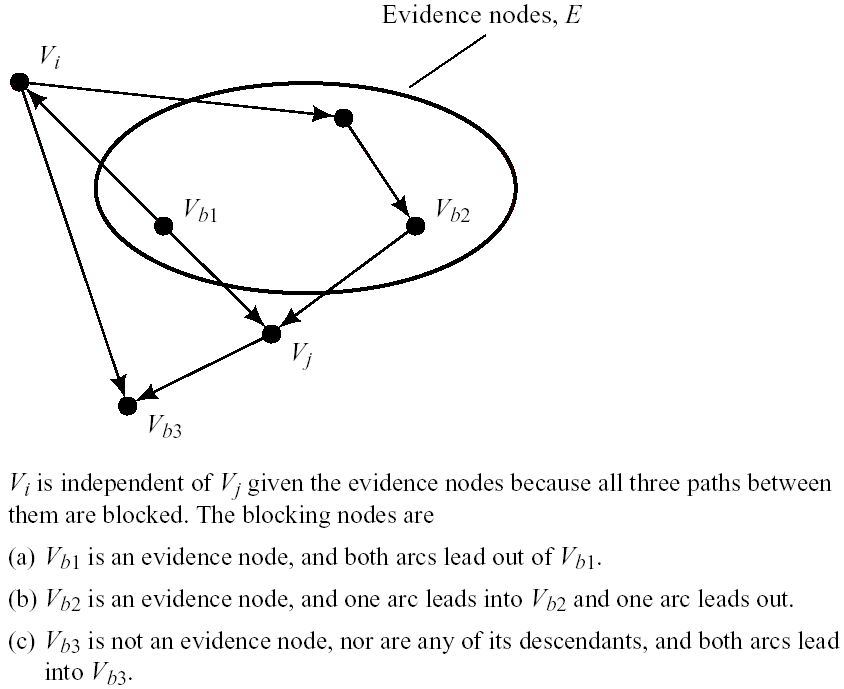 Evidence nodes, E
Vi
Vb1
Vb2
Vj
Vb3
Vi is independent of Vj given the evidence nodes because all three paths between
them are blocked. The blocking nodes are
(a) Vb1 is an evidence node, and both arcs lead out of Vb1.
(b) Vb2 is an evidence node, and one arc leads into Vb2 and one arc leads out.
(c) Vb3 is not an evidence node, nor are any of its descendants, and both arcs lead
into Vb3.